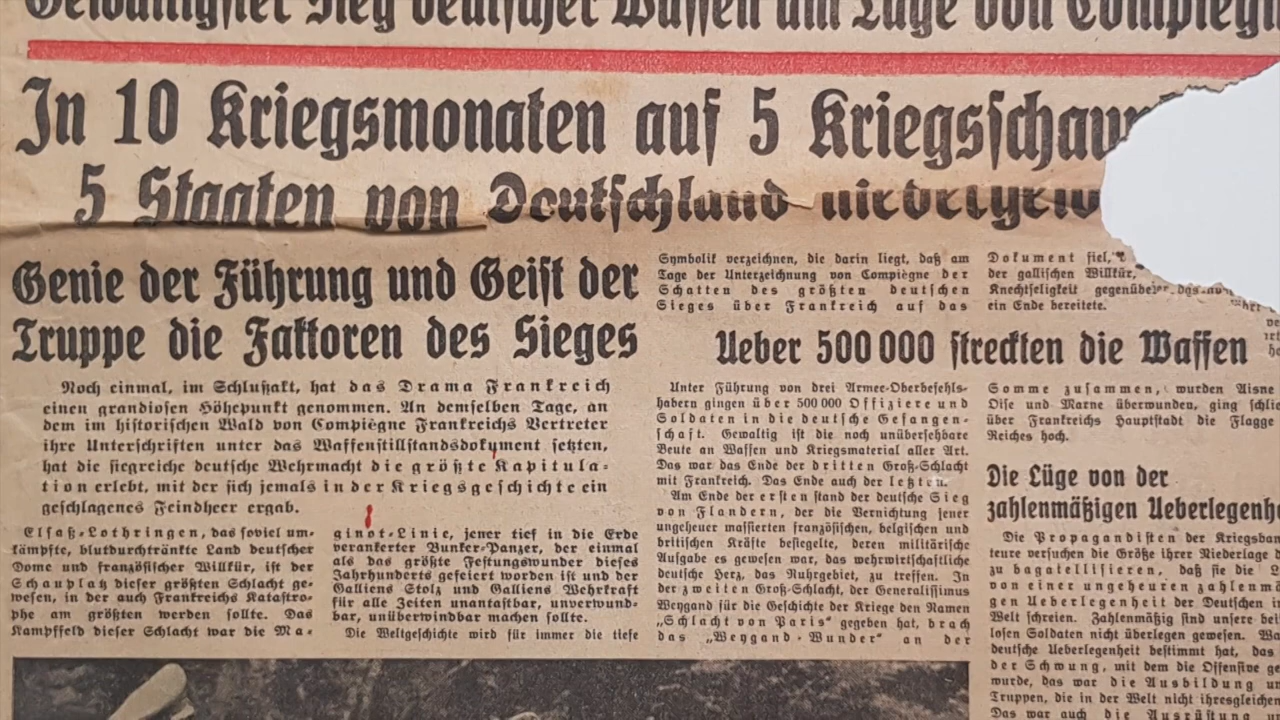 Gewaltigster Sieg deutscher Waffen am Tage von
In 10 Kriegsmonaten auf 5
5 Staaten von Deutschland
Genie der Führung und Geist der
Truppe die Faktoren des Sieges
Noch einmal, im Schlußakt, hat das Drama Frankreich
einen grandiosen Höhepunkt genommen. An demselben Tage, an
dem im historischen Wald von Compiègne Frankreichs Vertreter
ihre Unterschriften unter das Waffenstillstandsdokument setzten,
hat die siegreiche deutsche Wehrmacht die größte Kapitula-
tion erlebt, mit der sich jemals in der Kriegsgeschichte ein
geschlagenes Feindheer ergab.
Elsaß-Lothringen, das soviel um-
kämpfte, blutdurchtränkte Land deutscher
Dome und französischer Willkür, ist der
Schauplatz dieser größten Schlacht ge-
wesen, in der auch Frankreichs Katastro-
phe am größten werden sollte. Das
Kampffeld dieser Schlacht war die Ma-
ginot-Linie, jener tief in die Erde
verankerter Bunker-Panzer, der einmal
als das größte Festungswunder dieses
Jahrhunderts gefeiert worden ist und der
Galliens Stolz und Galliens Wehrkraft
für alle Zeiten unantastbar, unverwund-
bar, unüberwindbar machen sollte.
Die Weltgeschichte wird für immer die tiefe
Symbolik verzeichnen, die darin liegt, daß am
Tage der Unterzeichnung von Compiègne der
Schatten des größten deutschen
Sieges über Frankreich auf das
Dokument fiel,
der gallischen Willkür,
Knechtseligkeit gegenüber
ein Ende bereitete.
Ueber 500 000 streckten die Waffen
Unter Führung von drei Armee-Oberbefehls-
habern gingen über 500 000 Offiziere und
Soldaten in die deutsche Gefangen-
schaft. Gewaltig ist die noch unübersehbare
Beute an Waffen und Kriegsmaterial aller Art.
Das war das Ende der dritten Groß-Schlacht
mit Frankreich. Das Ende auch der letzten.
Am Ende der ersten stand der deutsche Sieg
von Flandern, der die Vernichtung jener
ungeheuer massierten französischen, belgischen und
britischen Kräfte besiegelte, deren militärische
Aufgabe es gewesen war, das wehrwirtschaftliche
deutsche Herz, das Ruhrgebiet, zu treffen. In
der zweiten Groß-Schlacht, der Generalissimus
Weygand für die Geschichte der Kriege den Namen
„Schlacht von Paris" gegeben hat, brach
das „Weygand-Wunder" an der
Somme zusammen, wurden Aisne
Oise und Marne überwunden, ging
über Frankreichs Hauptstadt die Flagge
Reiches hoch.
Die Lüge von der
zahlenmäßigen
Die Propagandisten der
teure versuchen die Größe ihrer Niederlage
zu bagatellisieren, daß sie die
von einer ungeheuren
gen Ueberlegenheit der Deutschen
Welt schreien. Zahlenmäßig sind unsere
losen Soldaten nicht überlegen gewesen.
deutsche Ueberlegenheit bestimmt hat, das
der Schwung, mit dem die Offensive
wurde, das war die Ausbildung
Truppen, die in der Welt nicht
Das war auch die Ausrüstung